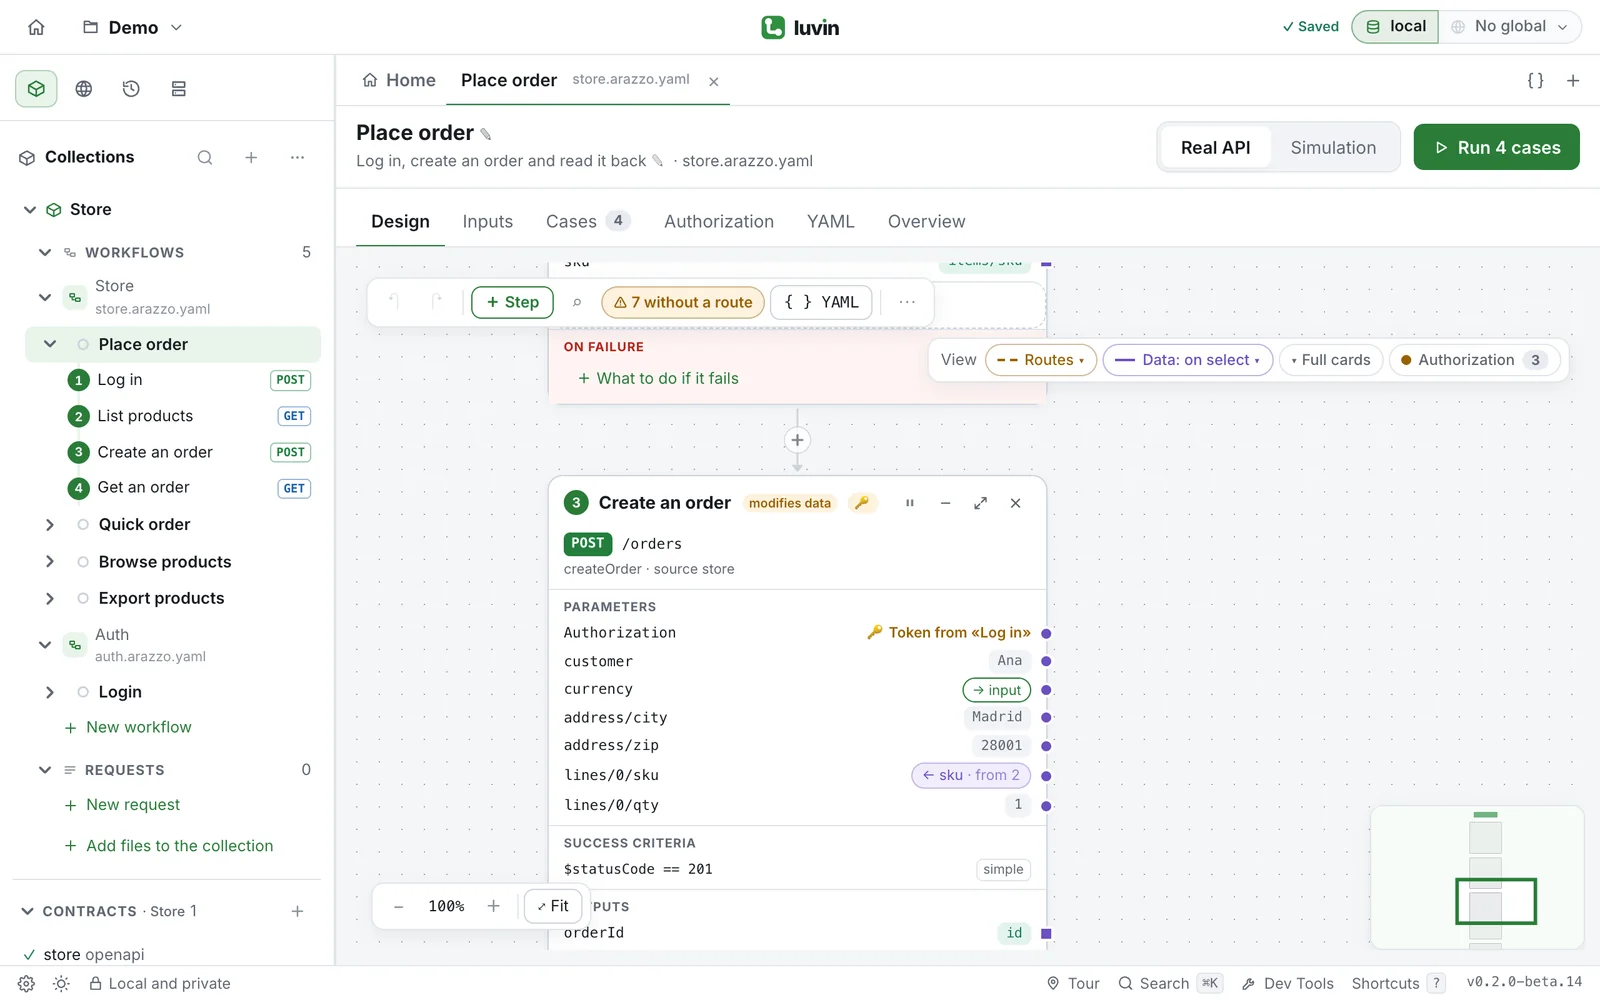 Demo
luvin
Saved
local
No global
Home
Place order store.arazzo.yaml
{}
Collections
Place order
Log in, create an order and read it back · store.arazzo.yaml
Real API
Simulation
Run 4 cases
Store
WORKFLOWS 5
Store
store.arazzo.yaml
Place order
1 Log in POST
2 List products GET
3 Create an order POST
4 Get an order GET
Quick order
Browse products
Export products
Auth
auth.arazzo.yaml
Login
+ New workflow
REQUESTS 0
+ New request
+ Add files to the collection
CONTRACTS · Store 1
store openapi
Design
Inputs
Cases 4
Authorization
YAML
Overview
sku items/sku
+ Step
7 without a route
{ } YAML
ON FAILURE
+ What to do if it fails
View
Routes
Data: on select
Full cards
Authorization 3
3 Create an order modifies data
POST /orders
createOrder · source store
PARAMETERS
Authorization Token from «Log in»
customer Ana
currency → input
address/city Madrid
address/zip 28001
lines/0/sku ← sku · from 2
lines/0/qty 1
SUCCESS CRITERIA
$statusCode == 201 simple
PUTS
orderId id
− 100% +
Fit
Local and private
Tour
Search ⌘K
Dev Tools
Shortcuts ?
v0.2.0-beta.14